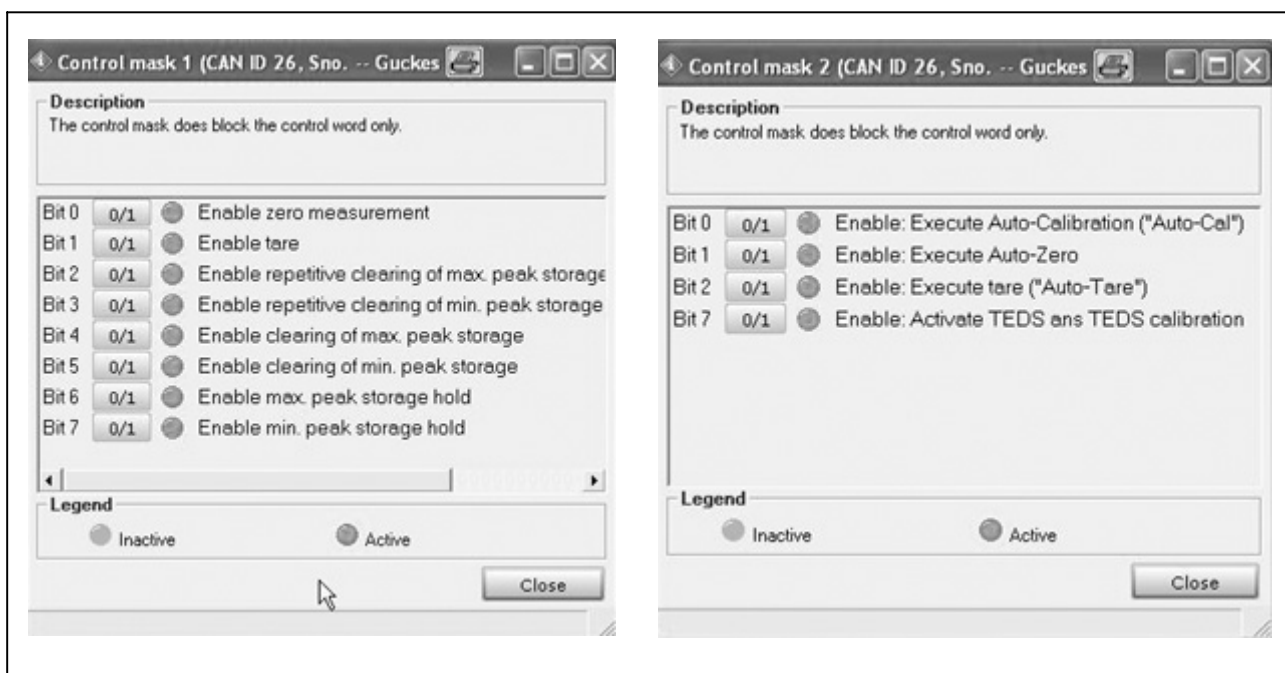 Control mask 1 (CAN ID 26, Sno. -- Guckes
Description
The control mask does block the control word only.
Bit 0 0/1 Enable zero measurement
Bit 1 0/1 Enable tare
Bit 2 0/1 Enable repetitive clearing of max. peak storage
Bit 3 0/1 Enable repetitive clearing of min. peak storage
Bit 4 0/1 Enable clearing of max. peak storage
Bit 5 0/1 Enable clearing of min. peak storage
Bit 6 0/1 Enable max. peak storage hold
Bit 7 0/1 Enable min. peak storage hold
Legend
Inactive Active
Close
Control mask 2 (CAN ID 26, Sno. -- Guckes
Description
The control mask does block the control word only.
Bit 0 0/1 Enable: Execute Auto-Calibration ("Auto-Cal")
Bit 1 0/1 Enable: Execute Auto-Zero
Bit 2 0/1 Enable: Execute tare ("Auto-Tare")
Bit 7 0/1 Enable: Activate TEDS ans TEDS calibration
Legend
Inactive Active
Close